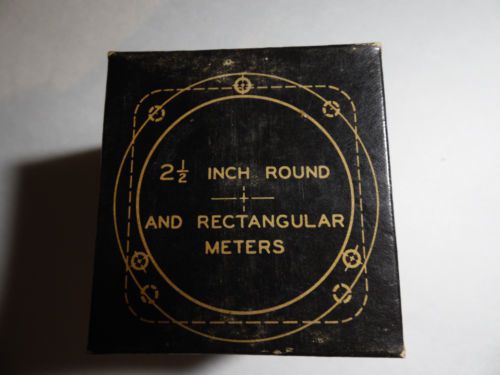 2½ INCH ROUND
AND RECTANGULAR
METERS